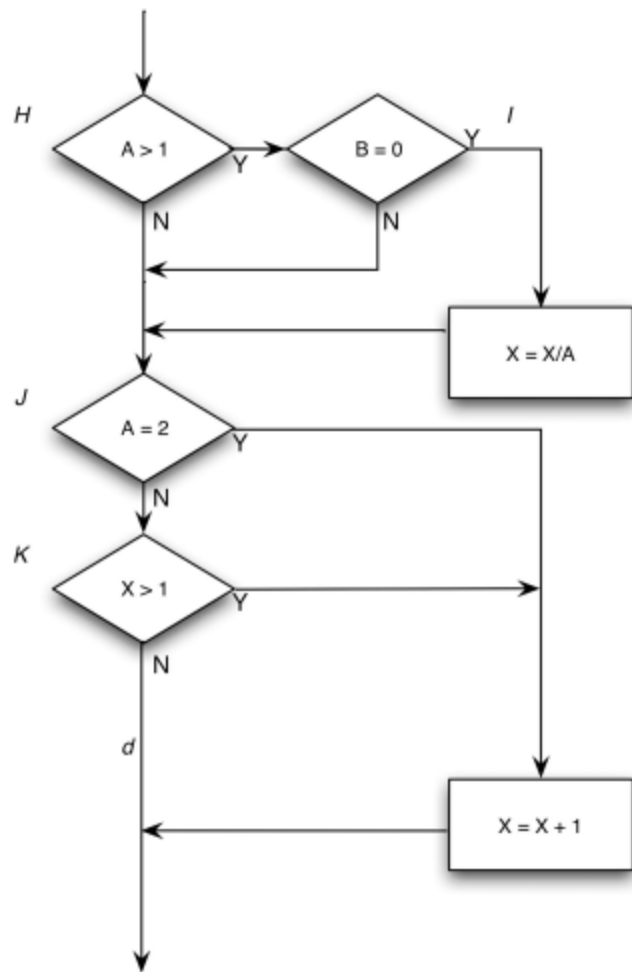 H
A > 1
Y
B = 0
Y
I
N
N
X = X/A
J
A = 2
Y
N
K
X > 1
Y
N
d
X = X + 1